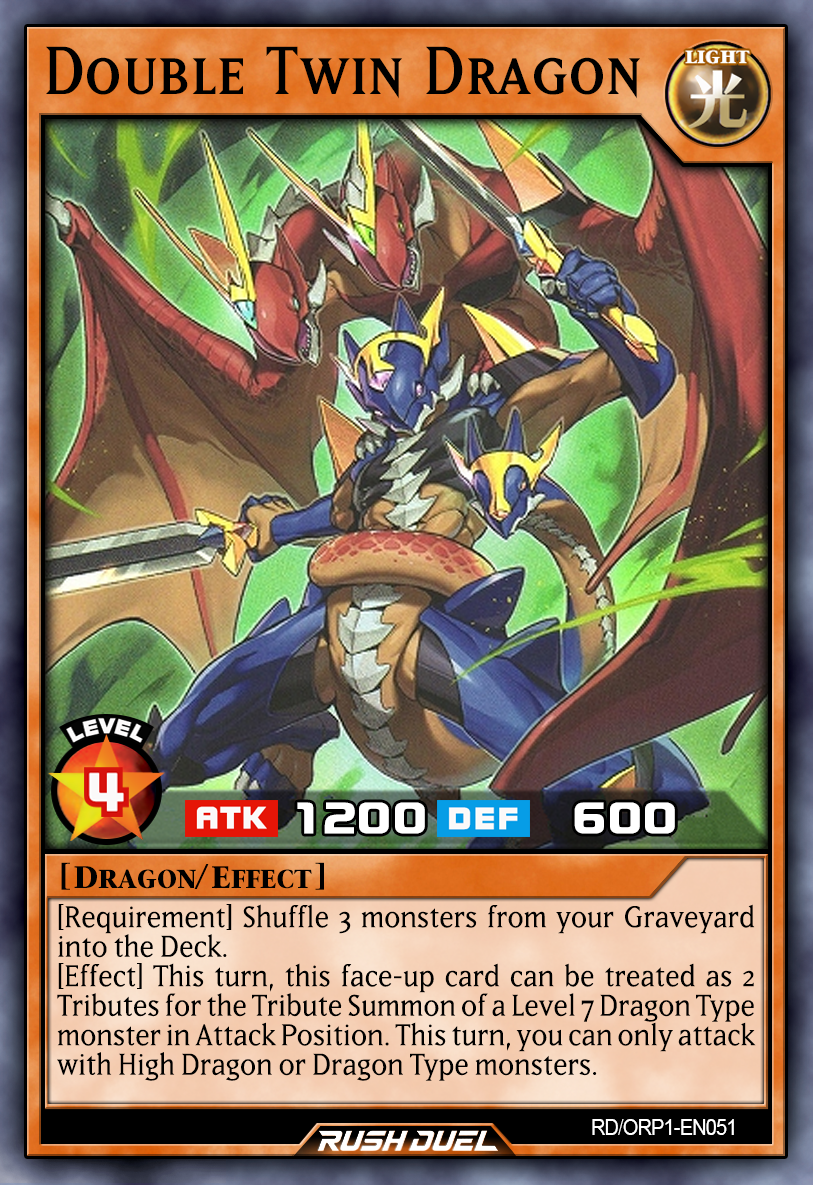 DOUBLE TWIN DRAGON
LIGHT
光
LEVEL
4
ATK 1200 DEF 600
[DRAGON/EFFECT]
[Requirement] Shuffle 3 monsters from your Graveyard
into the Deck.
[Effect] This turn, this face-up card can be treated as 2
Tributes for the Tribute Summon of a Level 7 Dragon Type
monster in Attack Position. This turn, you can only attack
with High Dragon or Dragon Type monsters.
RUSH DUEL
RD/ORP1-EN051